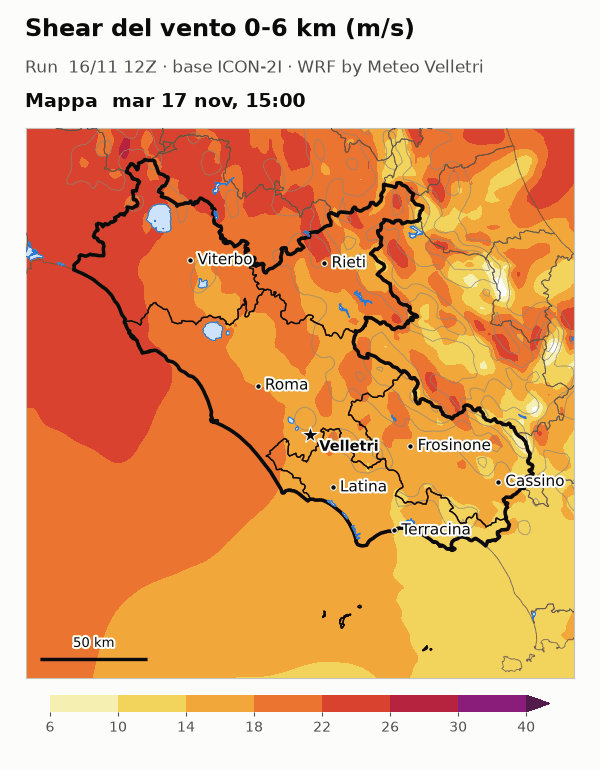 Shear del vento 0-6 km (m/s)
Run  16/11 12Z · base ICON-2I · WRF by Meteo Velletri
Mappa  mar 17 nov, 15:00
Viterbo
Rieti
Roma
Velletri
Frosinone
Cassino
Latina
Terracina
50 km
6 10 14 18 22 26 30 40